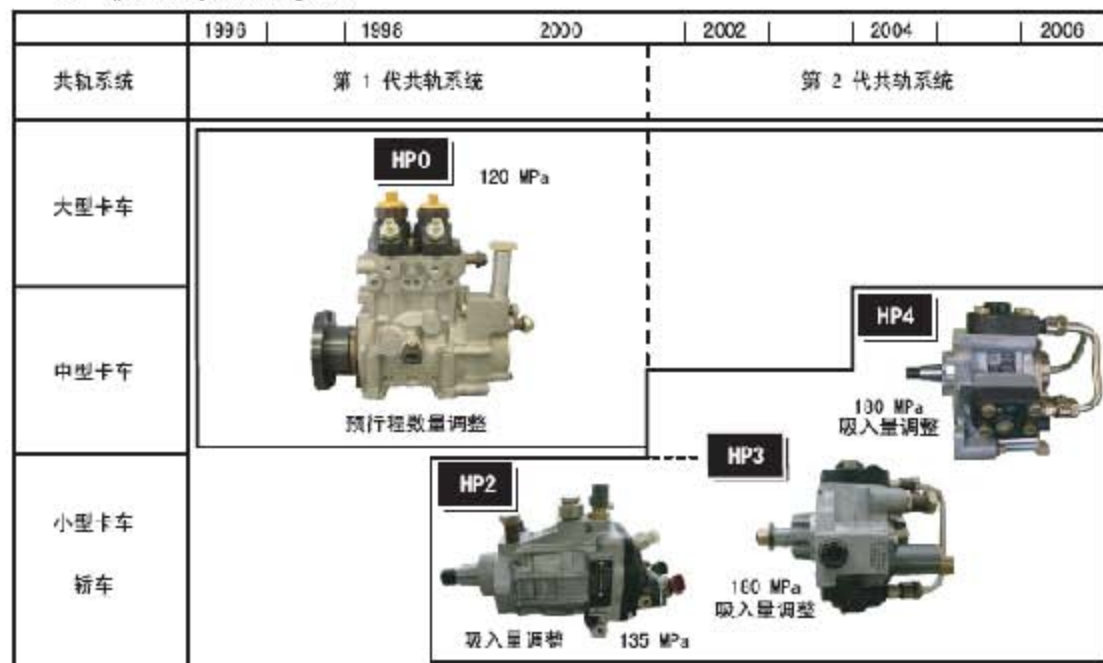 1996 1998 2000 2002 2004 2006
共轨系统 第 1 代共轨系统 第 2 代共轨系统
大型卡车
HP0
120 MPa
中型卡车
预行程数量调整
HP4
180 MPa
吸入量调整
小型卡车
轿车
HP2
吸入量调整 135 MPa
HP3
180 MPa
吸入量调整